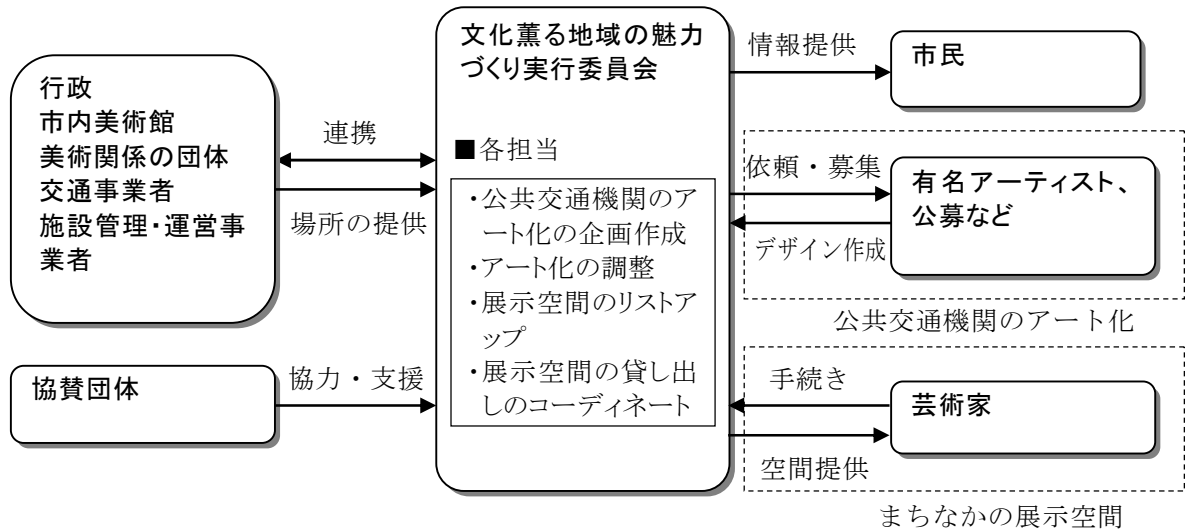 行政
市内美術館
美術関係の団体
交通事業者
施設管理・運営事
業者
協賛団体
連携
場所の提供
協力・支援
文化薫る地域の魅力
づくり実行委員会
■各担当
・公共交通機関のア
ート化の企画作成
・アート化の調整
・展示空間のリストア
ップ
・展示空間の貸し出
しのコーディネート
情報提供
市民
依頼・募集
デザイン作成
有名アーティスト、
公募など
公共交通機関のアート化
手続き
空間提供
芸術家
まちなかの展示空間